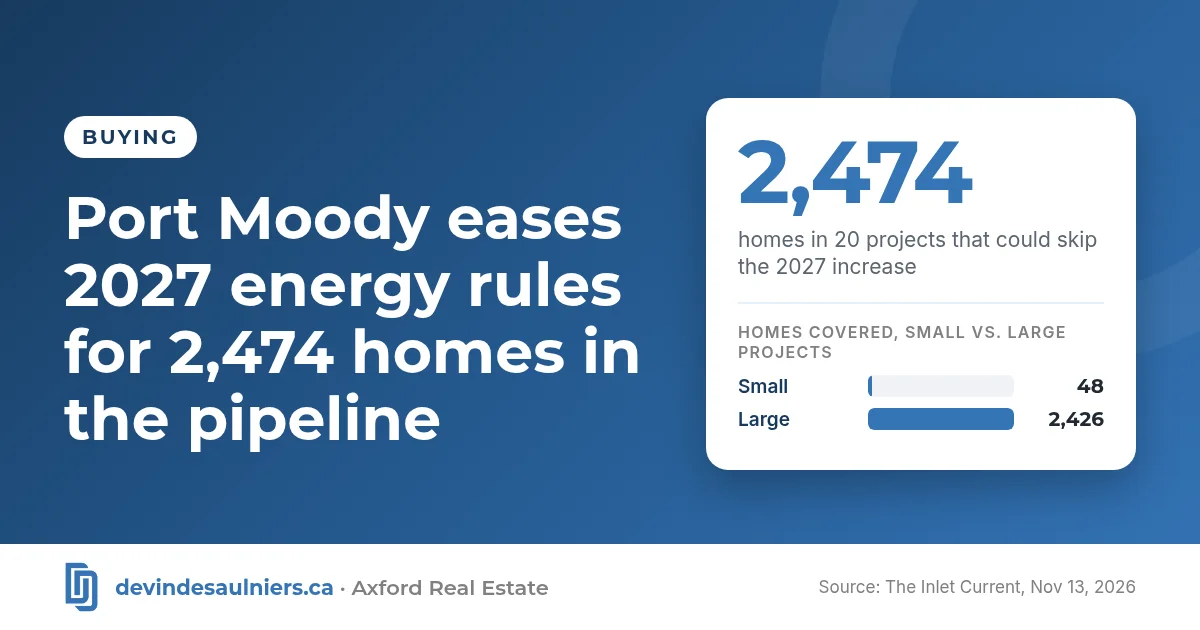 BUYING
Port Moody eases
2027 energy rules
for 2,474 homes in
the pipeline
2,474
homes in 20 projects that could skip
the 2027 increase
HOMES COVERED, SMALL VS. LARGE
PROJECTS
Small 48
Large 2,426
devindesaulniers.ca · Axford Real Estate
Source: The Inlet Current, Nov 13, 2026